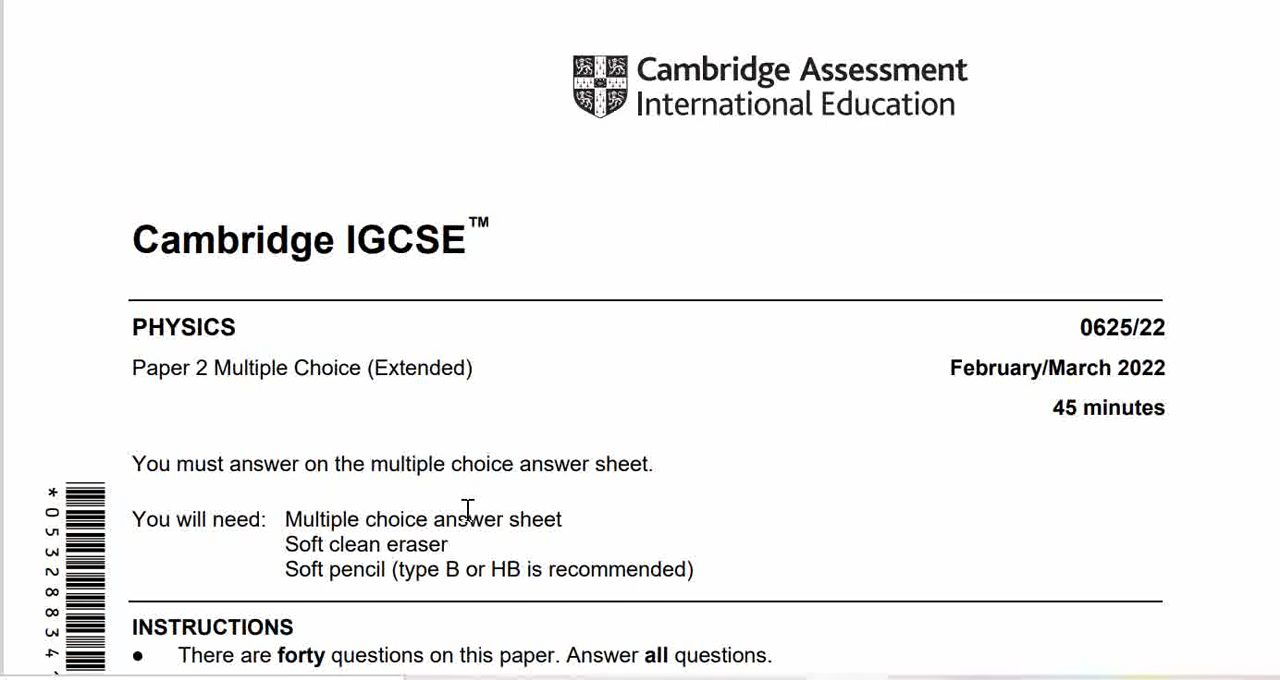 Cambridge Assessment
International Education
Cambridge IGCSE™
PHYSICS 0625/22
Paper 2 Multiple Choice (Extended) February/March 2022
45 minutes
You must answer on the multiple choice answer sheet.
You will need: Multiple choice answer sheet
Soft clean eraser
Soft pencil (type B or HB is recommended)
*05328834
INSTRUCTIONS
● There are forty questions on this paper. Answer all questions.